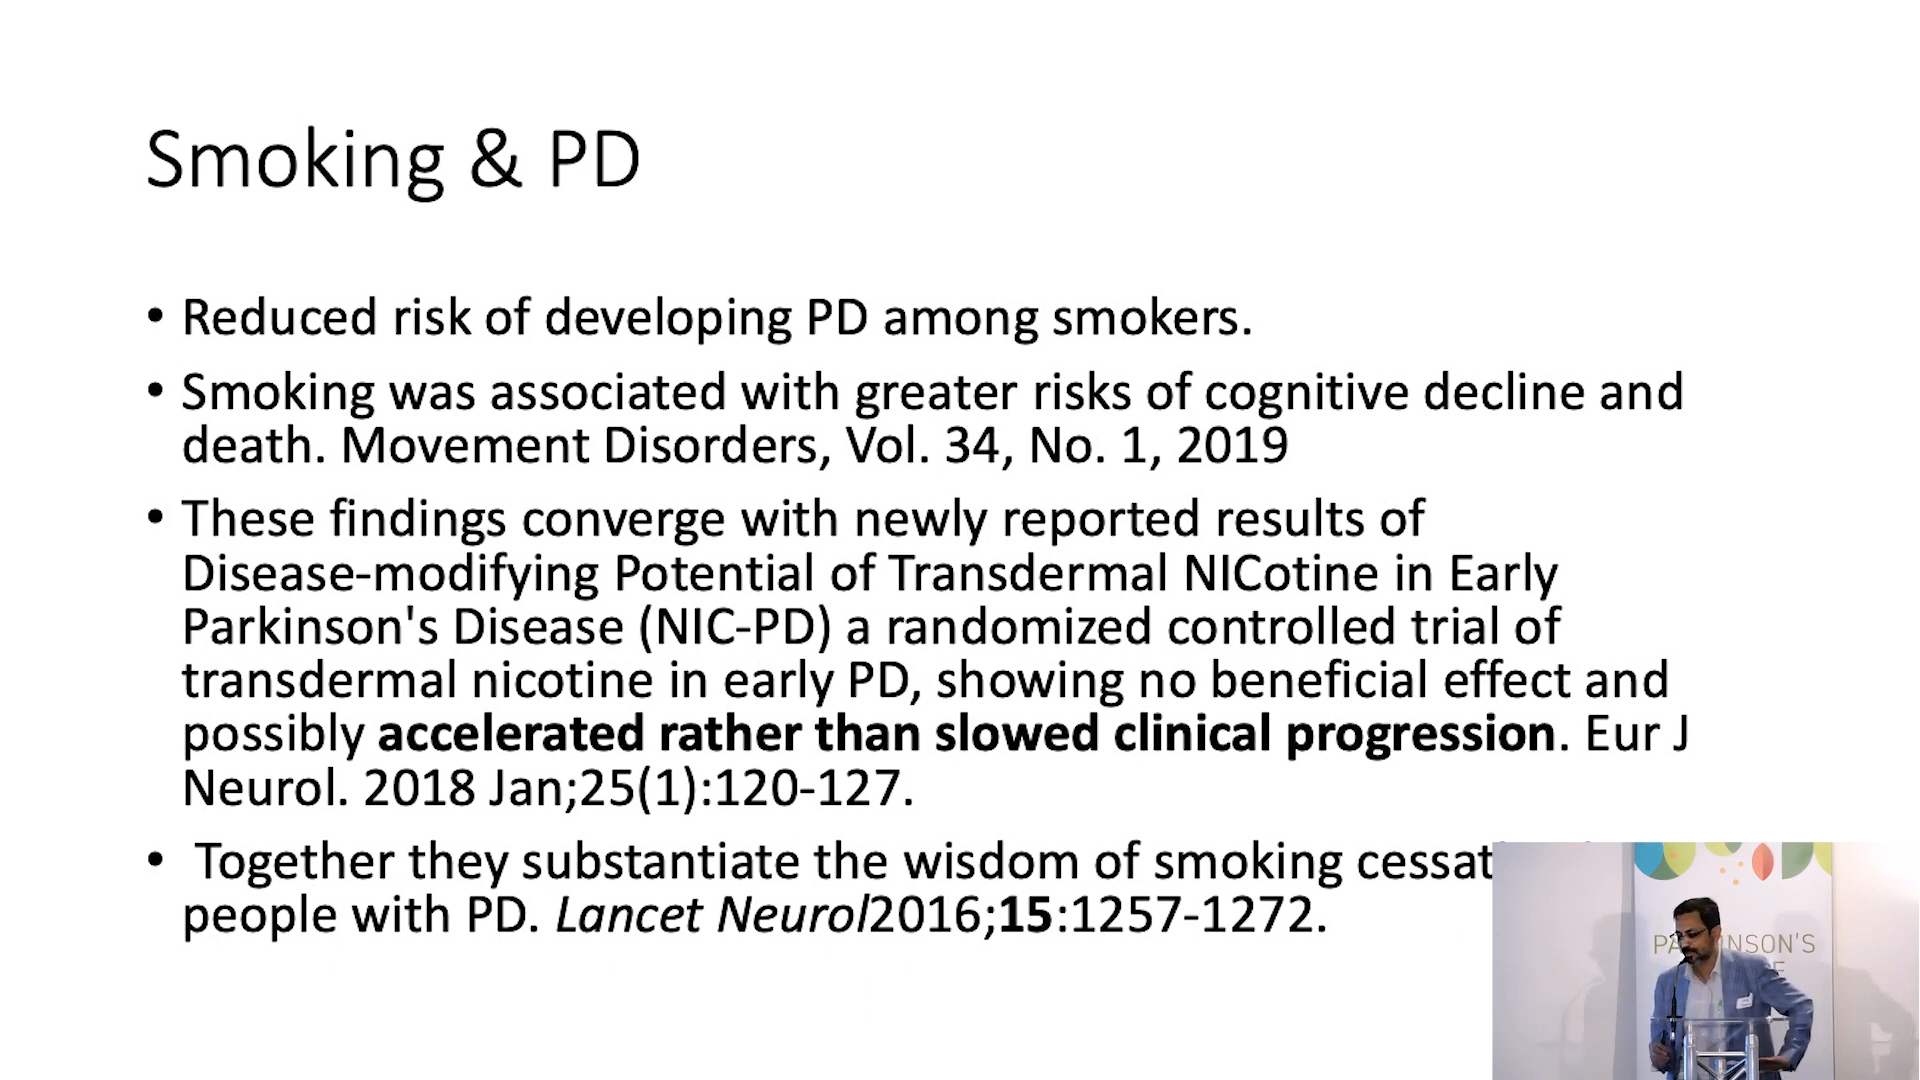 Smoking & PD
• Reduced risk of developing PD among smokers.
• Smoking was associated with greater risks of cognitive decline and
death. Movement Disorders, Vol. 34, No. 1, 2019
• These findings converge with newly reported results of
Disease-modifying Potential of Transdermal NICotine in Early
Parkinson's Disease (NIC-PD) a randomized controlled trial of
transdermal nicotine in early PD, showing no beneficial effect and
possibly accelerated rather than slowed clinical progression. Eur J
Neurol. 2018 Jan;25(1):120-127.
• Together they substantiate the wisdom of smoking
people with PD. Lancet Neurol2016;15:1257-1272.